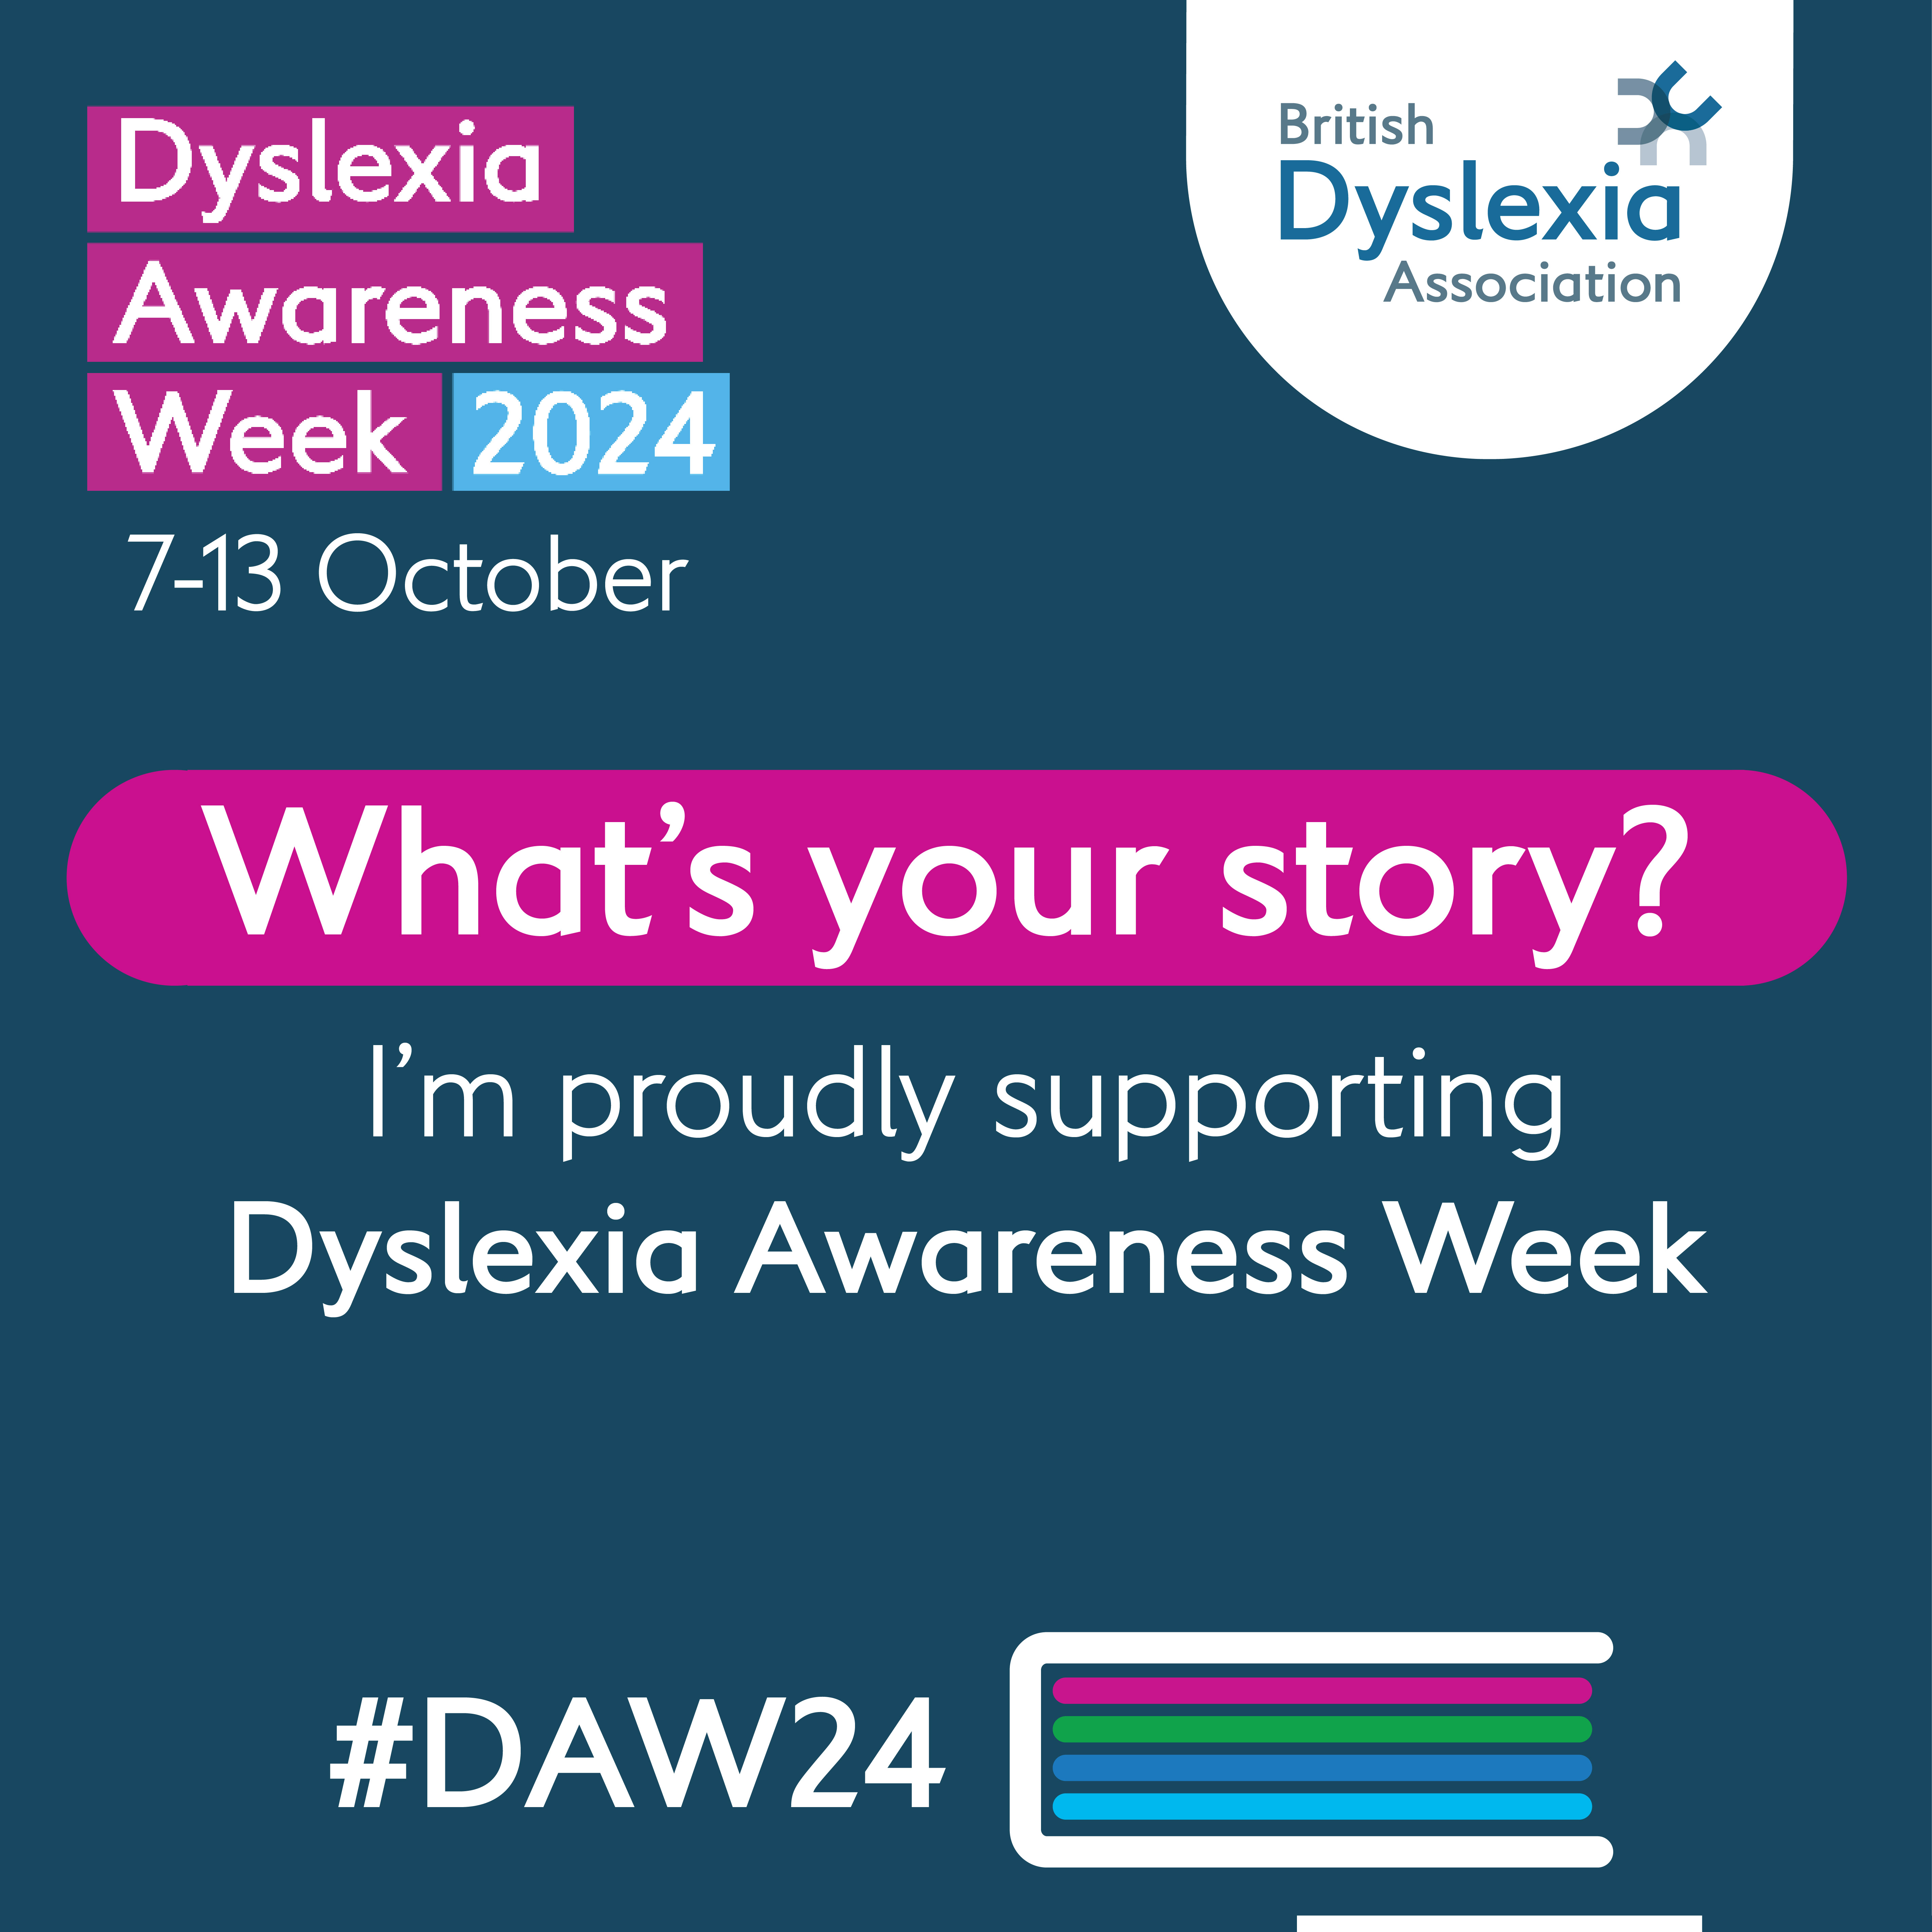 Dyslexia
Awareness
Week 2024
7-13 October
British
Dyslexia
Association
What’s your story?
I’m proudly supporting
Dyslexia Awareness Week
#DAW24